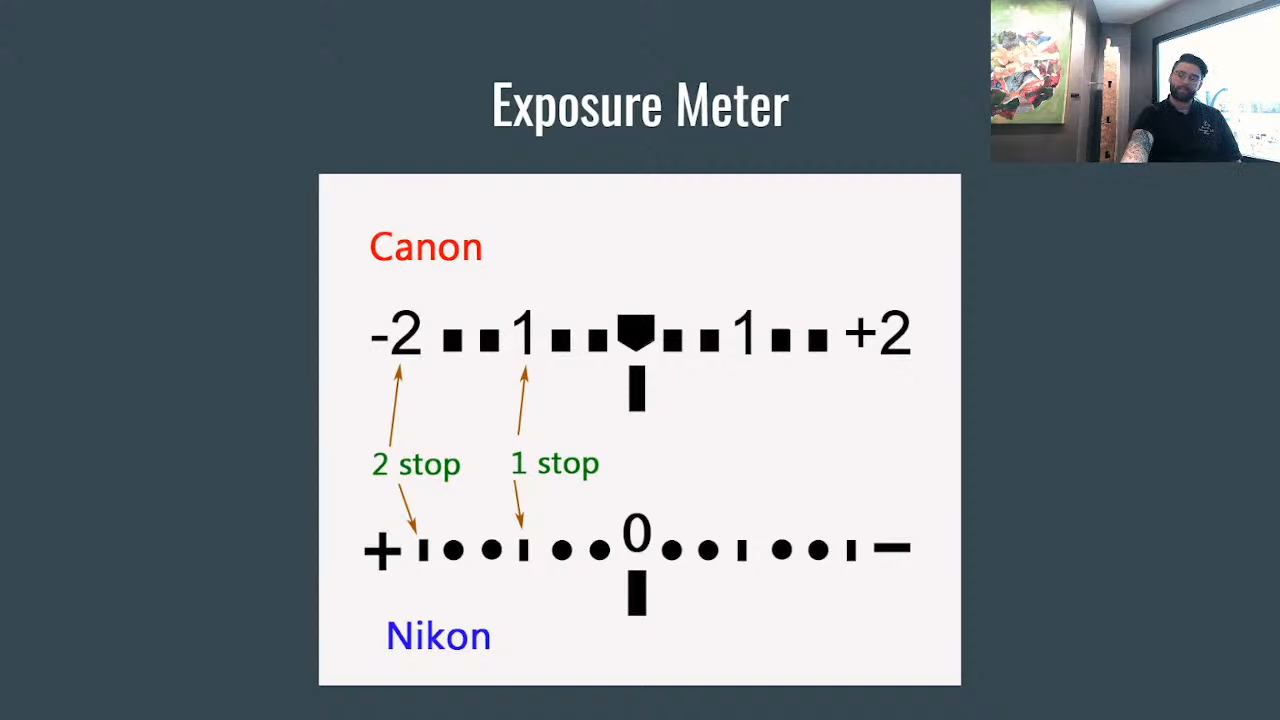 Exposure Meter
Canon
-2 1 1 +2
2 stop 1 stop
+ 0 −
Nikon